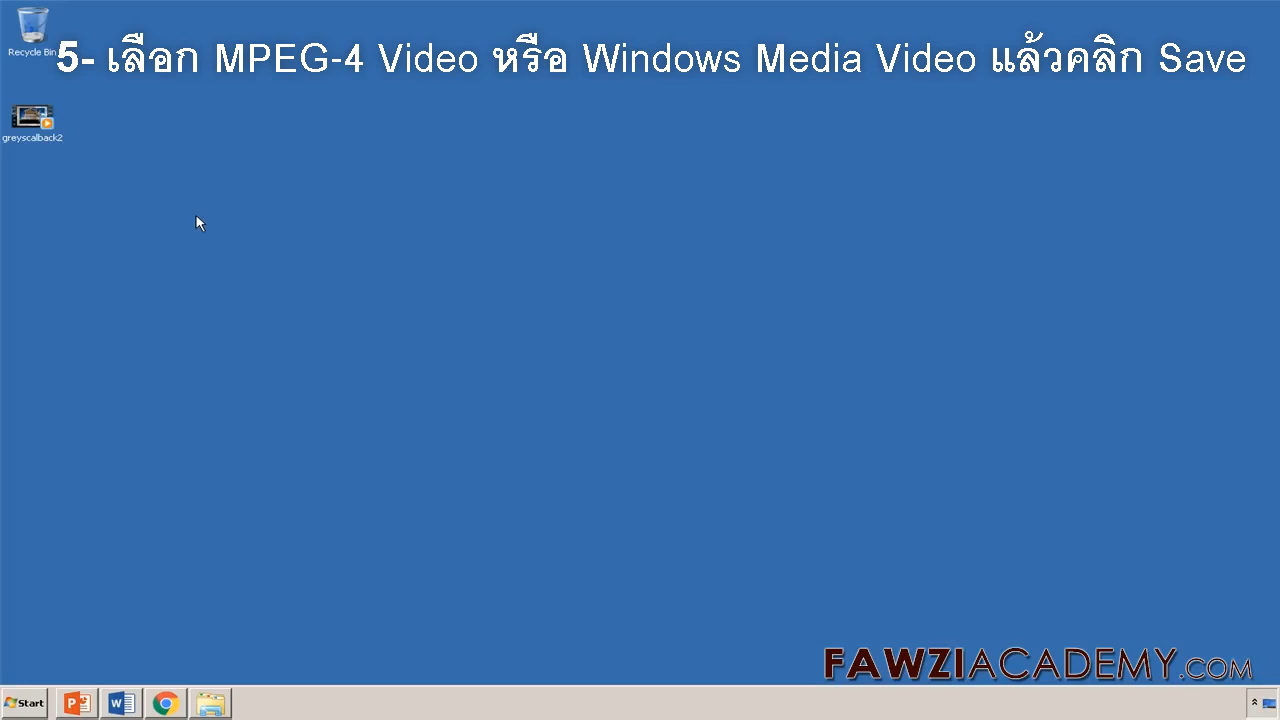 5- เลือก MPEG-4 Video หรือ Windows Media Video แล้วคลิก Save
Recycle Bin
greyscalback2
FAWZIACADEMY.COM
Start